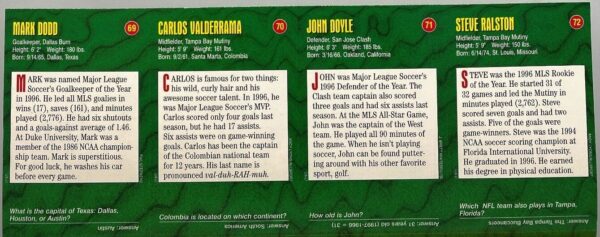 MARK DODD
69
Goalkeeper, Dallas Burn
Height: 6' 3" Weight: 180 lbs.
Born: 9/14/65, Dallas, Texas
MARK was named Major League
Soccer's Goalkeeper of the Year
in 1996. He led all MLS goalies in
wins (17), saves (161), and minutes
played (2,776). He had six shutouts
and a goals-against average of 1.46.
At Duke University, Mark was a
member of the 1986 NCAA champion-
ship team. Mark is superstitious.
For good luck, he washes his car
before every game.
What is the capital of Texas: Dallas,
Houston, or Austin?
Answer: Austin
CARLOS VALDERRAMA
70
Midfielder, Tampa Bay Mutiny
Height: 5' 9" Weight: 161 lbs.
Born: 9/2/61, Santa Marta, Colombia
CARLOS is famous for two things:
his wild, curly hair and his
awesome soccer talent. In 1996, he
was Major League Soccer's MVP.
Carlos scored only four goals last
season, but he had 17 assists.
Six assists were on game-winning
goals. Carlos has been the captain
of the Colombian national team
for 12 years. His last name is
pronounced val-duh-RAH-muh.
Colombia is located on which continent?
Answer: South America
JOHN DOYLE
71
Defender, San Jose Clash
Height: 6' 2" Weight: 185 lbs.
Born: 3/16/66, Oakland, California
JOHN was Major League Soccer's
1996 Defender of the Year. The
Clash team captain also scored
three goals and had six assists last
season. At the MLS All-Star Game,
John was the captain of the West
team. He played all 90 minutes of
the game. When he isn't playing
soccer, John can be found putter-
ing around with his other favorite
sport, golf.
How old is John?
Answer: 31 years old (1997-1966 = 31)
STEVE RALSTON
72
Midfielder, Tampa Bay Mutiny
Height: 5' 9" Weight: 150 lbs.
Born: 6/14/74, St. Louis, Missouri
STEVE was the 1996 MLS Rookie
of the Year. He started 31 of
32 games and led the Mutiny in
minutes played (2,762). Steve
scored seven goals and had two
assists. Five of the goals were
game-winners. Steve was the 1994
NCAA soccer scoring champion at
Florida International University.
He graduated in 1996. He earned
his degree in physical education.
Which NFL team also plays in Tampa,
Florida?
Answer: The Tampa Bay Buccaneers